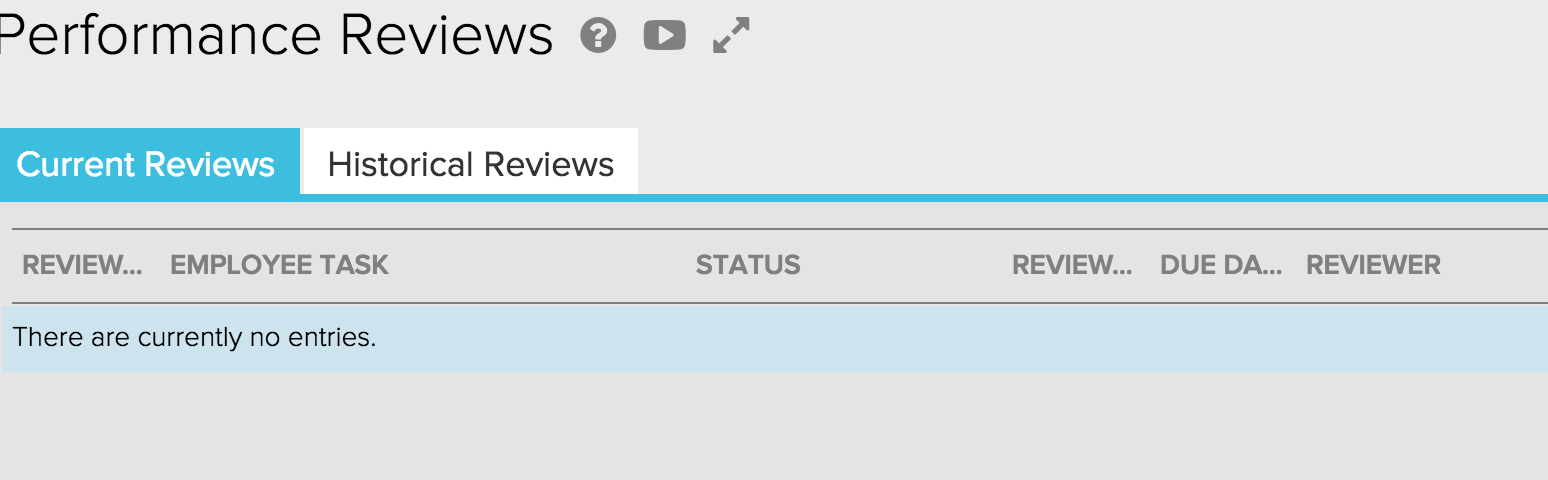 Performance Reviews
Current Reviews Historical Reviews
REVIEW... EMPLOYEE TASK STATUS REVIEW... DUE DA... REVIEWER
There are currently no entries.